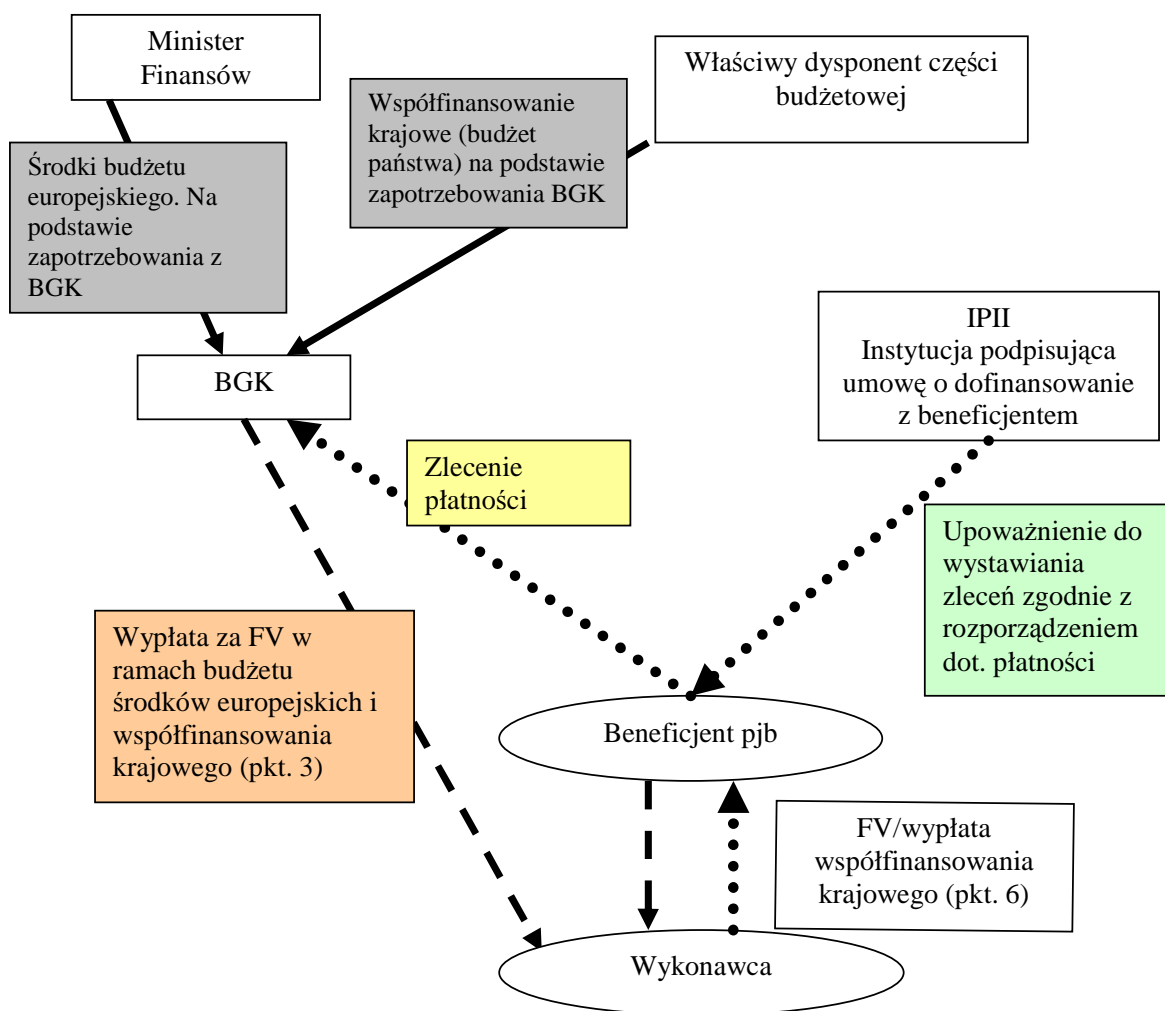 Minister
Finansów
Właściwy dysponent części
budżetowej
Współfinansowanie
krajowe (budżet
państwa) na podstawie
zapotrzebowania BGK
Środki budżetu
europejskiego. Na
podstawie
zapotrzebowania z
BGK
IPII
Instytucja podpisująca
umowę o dofinansowanie
z beneficjentem
BGK
Zlecenie
płatności
Upoważnienie do
wystawiania
zleceń zgodnie z
rozporządzeniem
dot. płatności
Wypłata za FV w
ramach budżetu
środków europejskich i
współfinansowania
krajowego (pkt. 3)
Beneficjent pjb
FV/wypłata
współfinansowania
krajowego (pkt. 6)
Wykonawca